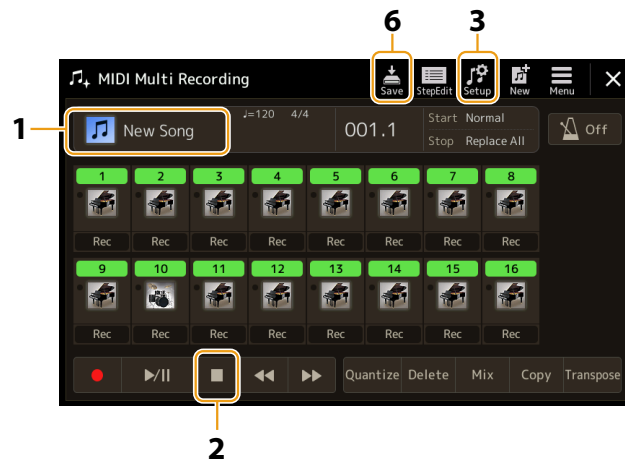 6 3
MIDI Multi Recording Save StepEdit Setup New Menu
1 New Song ♩=120 4/4 001.1 Start Normal Off
Stop Replace All
1 2 3 4 5 6 7 8
Rec Rec Rec Rec Rec Rec Rec Rec
9 10 11 12 13 14 15 16
Rec Rec Rec Rec Rec Rec Rec Rec
Quantize Delete Mix Copy Transpose
2